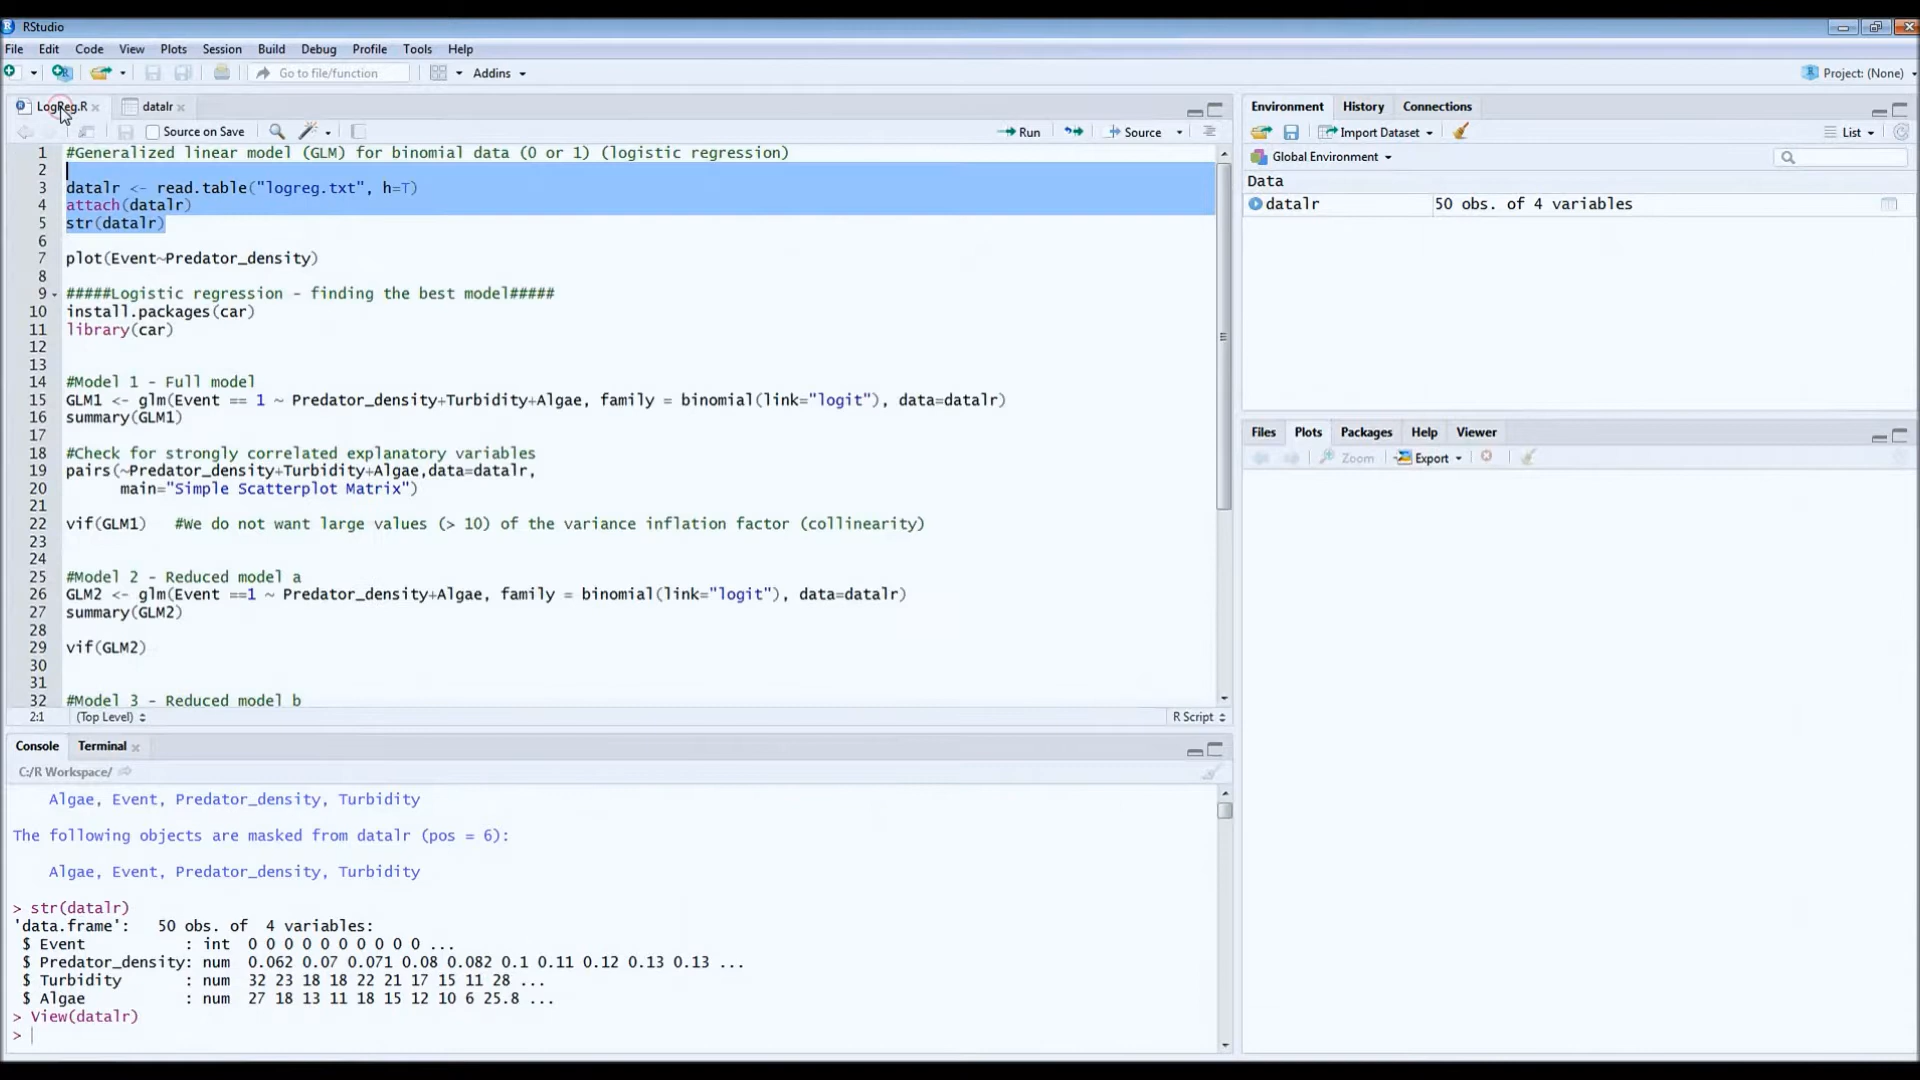 RStudio
File Edit Code View Plots Session Build Debug Profile Tools Help
Go to file/function Addins Project: (None)
LogReg.R datalr
Source on Save Run Source
1 #Generalized linear model (GLM) for binomial data (0 or 1) (logistic regression)
2
3 datalr <- read.table("logreg.txt", h=T)
4 attach(datalr)
5 str(datalr)
6
7 plot(Event~Predator_density)
8
9 #####Logistic regression - finding the best model#####
10 install.packages(car)
11 library(car)
12
13
14 #Model 1 - Full model
15 GLM1 <- glm(Event == 1 ~ Predator_density+Turbidity+Algae, family = binomial(link="logit"), data=datalr)
16 summary(GLM1)
17
18 #Check for strongly correlated explanatory variables
19 pairs(~Predator_density+Turbidity+Algae,data=datalr,
20 main="Simple Scatterplot Matrix")
21
22 vif(GLM1) #We do not want large values (> 10) of the variance inflation factor (collinearity)
23
24
25 #Model 2 - Reduced model a
26 GLM2 <- glm(Event ==1 ~ Predator_density+Algae, family = binomial(link="logit"), data=datalr)
27 summary(GLM2)
28
29 vif(GLM2)
30
31
32 #Model 3 - Reduced model b
2:1 (Top Level) R Script
Console Terminal
C:/R Workspace/
Algae, Event, Predator_density, Turbidity
The following objects are masked from datalr (pos = 6):
Algae, Event, Predator_density, Turbidity
> str(datalr)
'data.frame': 50 obs. of 4 variables:
$ Event : int 0 0 0 0 0 0 0 0 0 0 ...
$ Predator_density: num 0.062 0.07 0.071 0.08 0.082 0.1 0.11 0.12 0.13 0.13 ...
$ Turbidity : num 32 23 18 18 22 21 17 15 11 28 ...
$ Algae : num 27 18 13 11 18 15 12 10 6 25.8 ...
> View(datalr)
>
Environment History Connections
Import Dataset List
Global Environment
Data
datalr 50 obs. of 4 variables
Files Plots Packages Help Viewer
Zoom Export